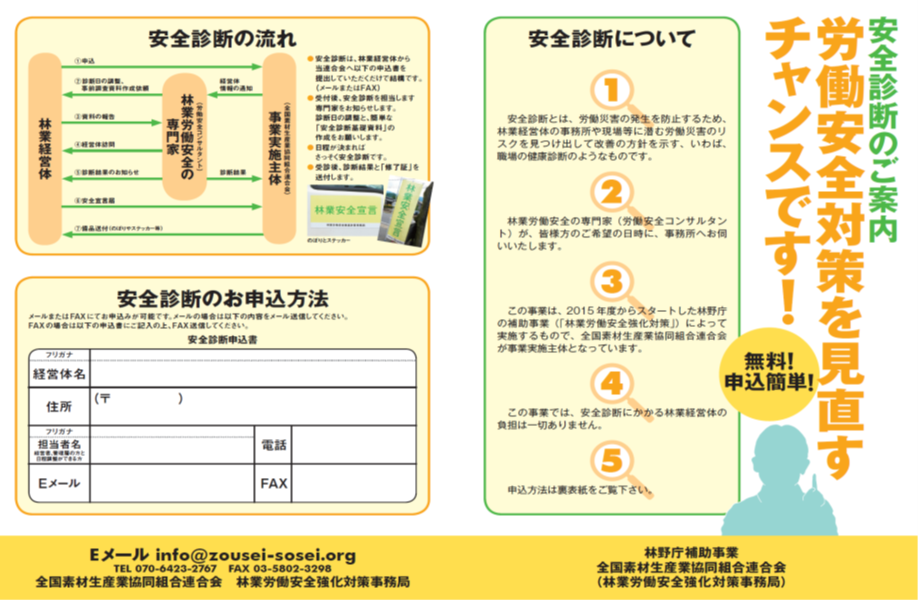 安全診断のご案内
労働安全対策を見直す
チャンスです!
無料!
申込簡単!
安全診断について
1
安全診断とは、労働災害の発生を防止するため、
林業経営体の事務所や現場等に潜む労働災害のリ
スクを見つけ出して改善の方針を示す、いわば、
職場の健康診断のようなものです。
2
林業労働安全の専門家(労働安全コンサルタン
ト)が、皆様方のご希望の日時に、事務所へお伺
いいたします。
3
この事業は、2015年度からスタートした林野庁
の補助事業(「林業労働安全強化対策」)によって
実施するもので、全国素材生産業協同組合連合会
が事業実施主体となっています。
4
この事業では、安全診断にかかる林業経営体の
負担は一切ありません。
5
申込方法は裏表紙をご覧下さい。
林野庁補助事業
全国素材生産業協同組合連合会
(林業労働安全強化対策事務局)
安全診断の流れ
林業経営体
(労働安全コンサルタント)
林業労働安全の
専門家
(全国素材生産業協同組合連合会)
事業実施主体
①申込
②診断日の調整、
事前調査資料作成依頼
経営体
情報の通知
③資料の報告
④経営体訪問
⑤診断結果のお知らせ
診断結果
⑥安全宣言届
⑦備品送付(のぼりやステッカー等)
●安全診断は、林業経営体から
当連合会へ以下の申込書を
提出していただくだけで結構です。
(メールまたはFAX)
●受付後、安全診断を担当します
専門家をお知らせします。
診断日の調整と、簡単な
「安全診断基礎資料」の
作成をお願いします。
●日程が決まれば
さっそく安全診断です。
●受診後、診断結果と「修了証」を
送付します。
林業安全宣言
林業安全宣言
のぼりとステッカー
安全診断のお申込方法
メールまたはFAXにてお申込みが可能です。メールの場合は以下の内容をメール送信してください。
FAXの場合は以下の申込書にご記入の上、FAX送信してください。
安全診断申込書
フリガナ
経営体名
住所
(〒 )
フリガナ
担当者名
電話
Eメール
FAX
Eメール info@zousei-sosei.org
TEL 070-6423-2767 FAX 03-5802-3298
全国素材生産業協同組合連合会 林業労働安全強化対策事務局